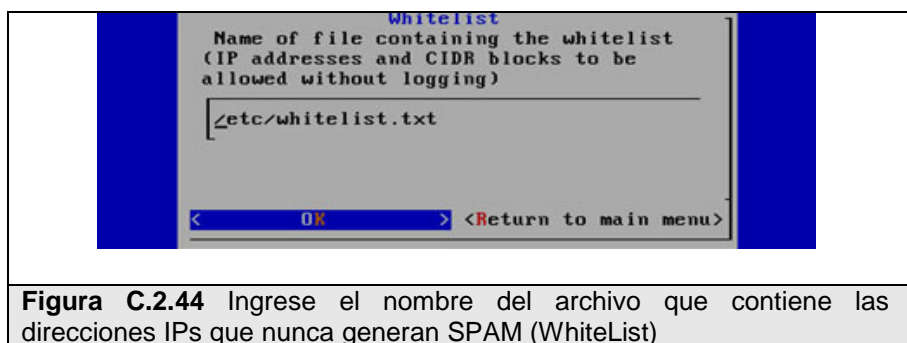 Whitelist
Name of file containing the whitelist
(IP addresses and CIDR blocks to be
allowed without logging)
/etc/whitelist.txt
< OK > <Return to main menu>
Figura C.2.44 Ingrese el nombre del archivo que contiene las
direcciones IPs que nunca generan SPAM (WhiteList)